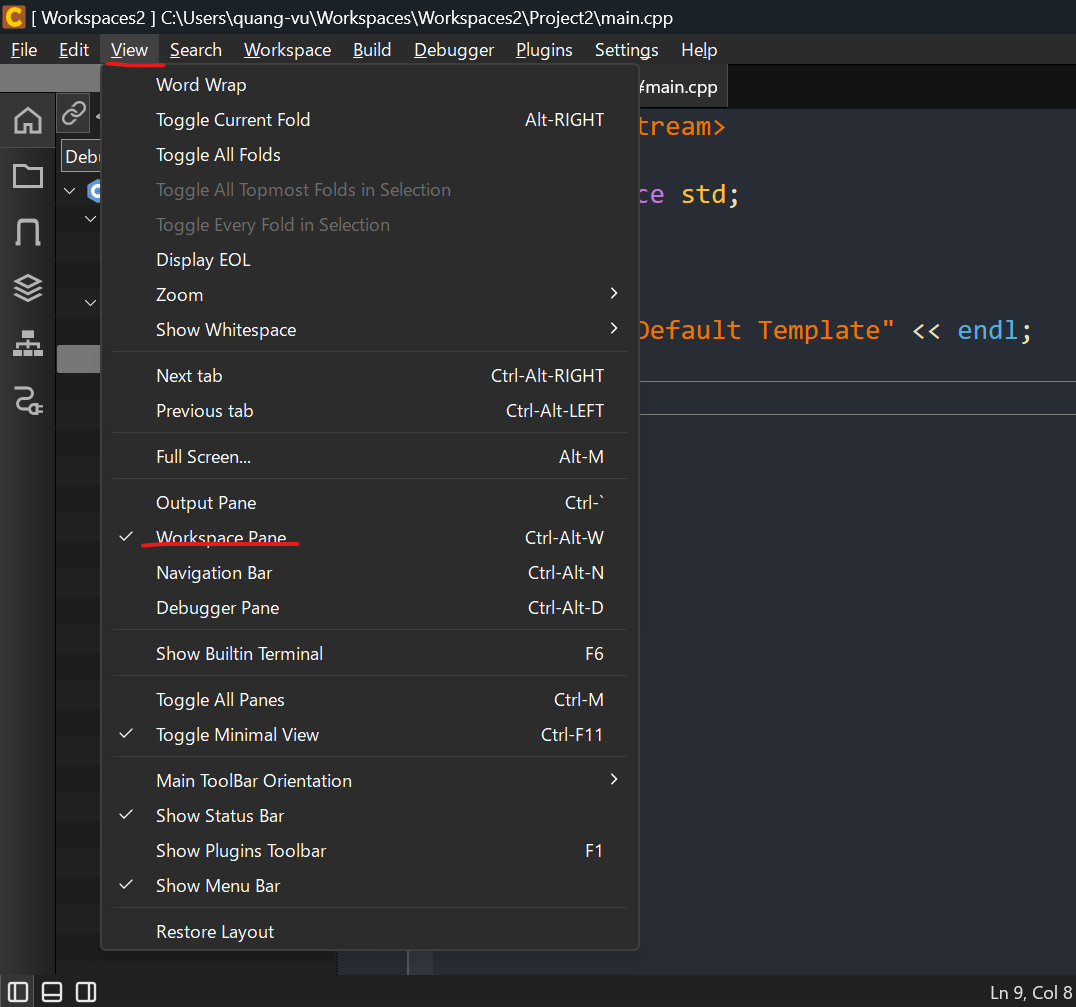 [ Workspaces2 ] C:\Users\quang-vu\Workspaces\Workspaces2\Project2\main.cpp
File Edit View Search Workspace Build Debugger Plugins Settings Help
main.cpp
Word Wrap
Toggle Current Fold Alt-RIGHT
Toggle All Folds
Toggle All Topmost Folds in Selection
Toggle Every Fold in Selection
Display EOL
Zoom
Show Whitespace
Next tab Ctrl-Alt-RIGHT
Previous tab Ctrl-Alt-LEFT
Full Screen... Alt-M
Output Pane Ctrl-`
Workspace Pane Ctrl-Alt-W
Navigation Bar Ctrl-Alt-N
Debugger Pane Ctrl-Alt-D
Show Builtin Terminal F6
Toggle All Panes Ctrl-M
Toggle Minimal View Ctrl-F11
Main ToolBar Orientation
Show Status Bar
Show Plugins Toolbar F1
Show Menu Bar
Restore Layout
Deb
tream>
ce std;
Default Template" << endl;
Ln 9, Col 8